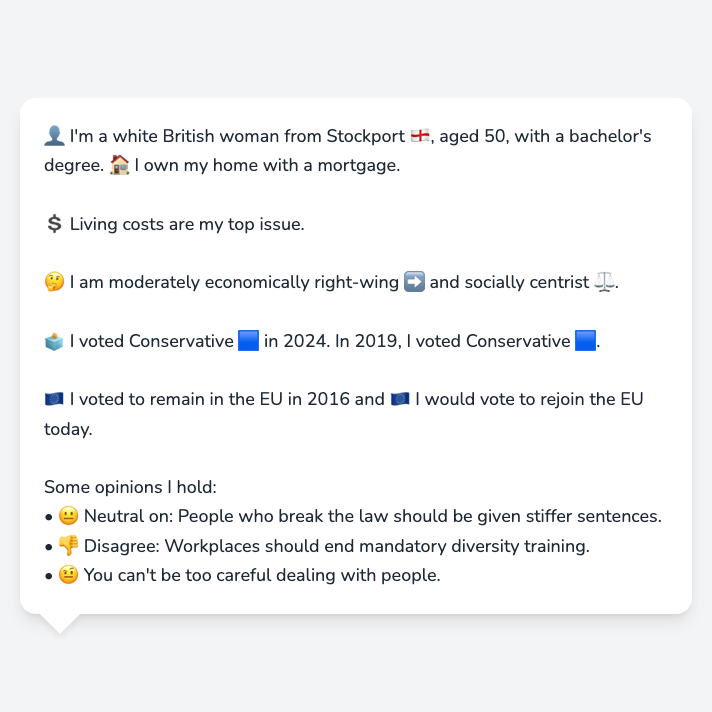 👤 I'm a white British woman from Stockport 🏴󠁧󠁢󠁥󠁮󠁧󠁿, aged 50, with a bachelor's
degree. 🏠 I own my home with a mortgage.
💲 Living costs are my top issue.
🤔 I am moderately economically right-wing ➡️ and socially centrist ⚖️.
🗳️ I voted Conservative 🟦 in 2024. In 2019, I voted Conservative 🟦.
🇪🇺 I voted to remain in the EU in 2016 and 🇪🇺 I would vote to rejoin the EU
today.
Some opinions I hold:
• 😐 Neutral on: People who break the law should be given stiffer sentences.
• 👎 Disagree: Workplaces should end mandatory diversity training.
• 🤨 You can't be too careful dealing with people.